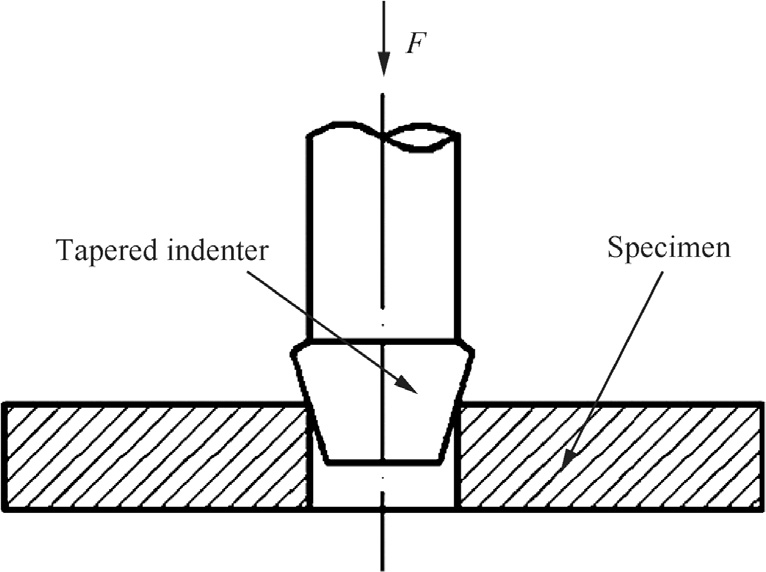 F
Tapered indenter
Specimen